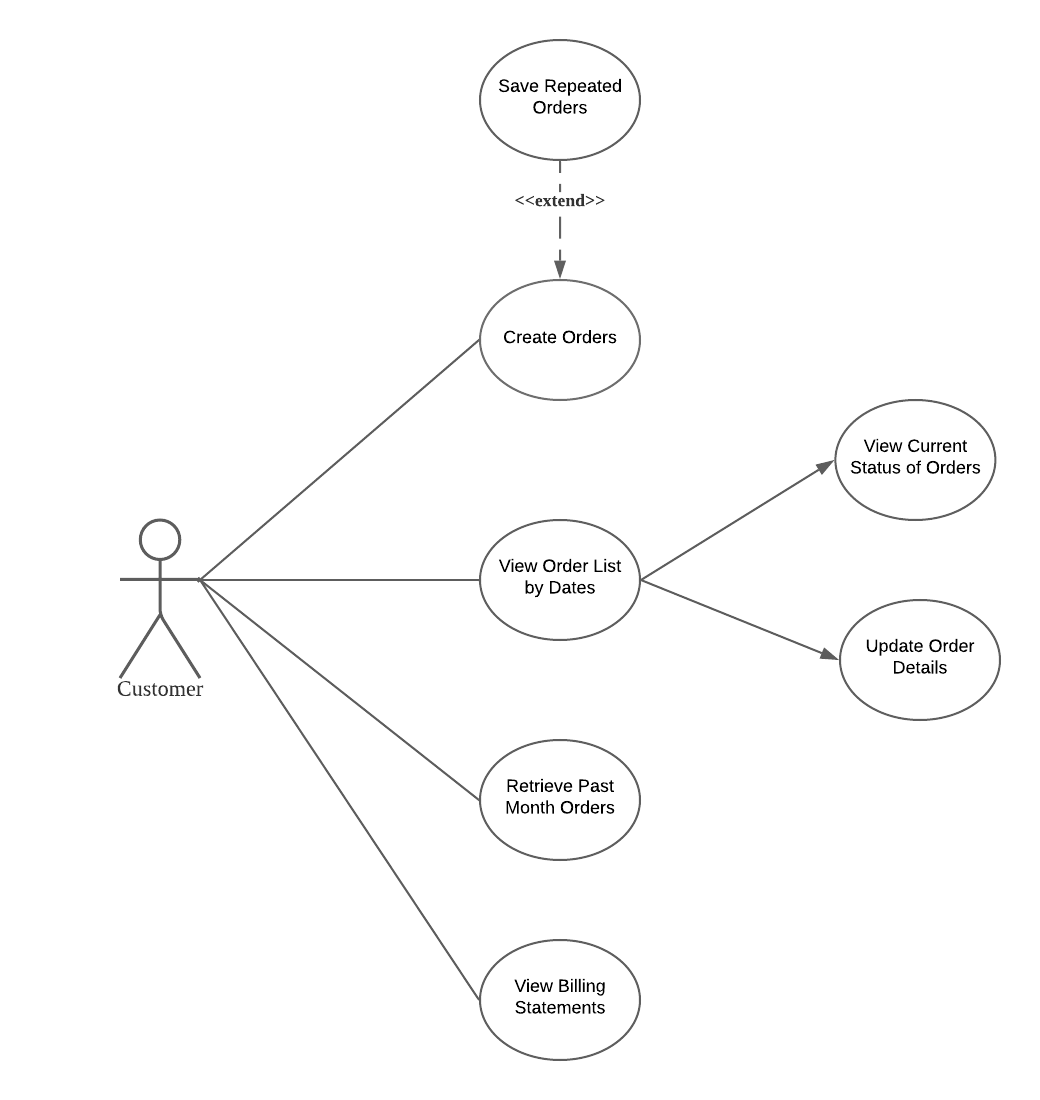 Save Repeated
Orders
<<extend>>
Create Orders
View Current
Status of Orders
View Order List
by Dates
Update Order
Details
Customer
Retrieve Past
Month Orders
View Billing
Statements